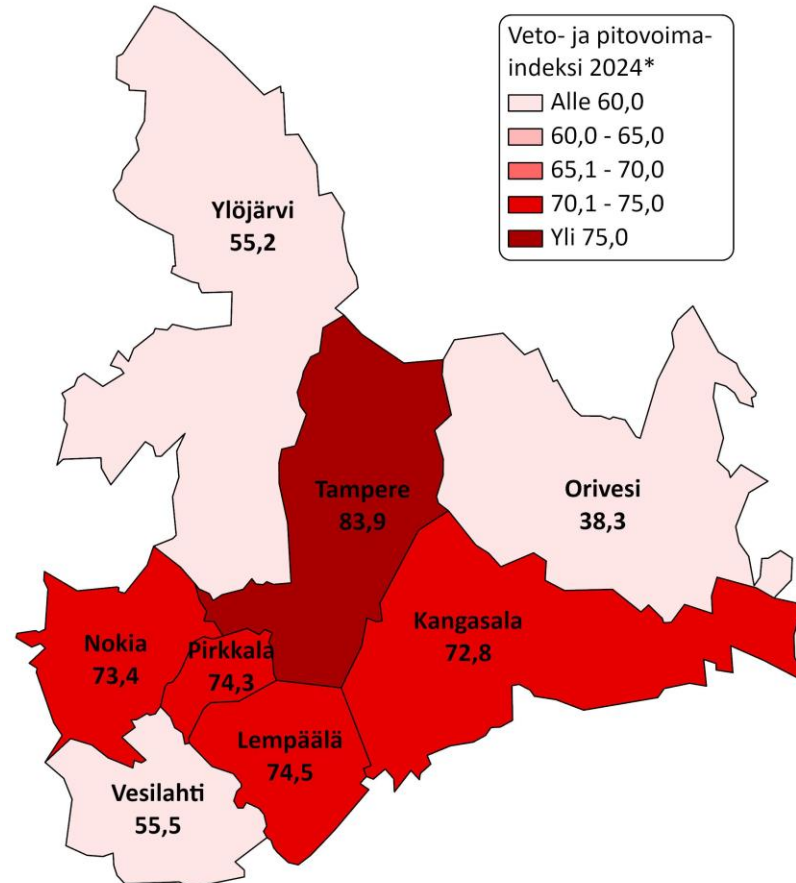 Veto- ja pitovoima-
indeksi 2024*
Alle 60,0
60,0 - 65,0
65,1 - 70,0
70,1 - 75,0
Yli 75,0
Ylöjärvi
55,2
Tampere
83,9
Orivesi
38,3
Nokia
73,4
Pirkkala
74,3
Kangasala
72,8
Lempäälä
74,5
Vesilahti
55,5